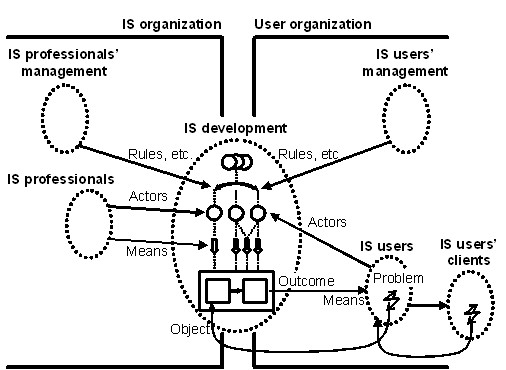 IS organization
User organization
IS professionals'
management
IS users'
management
IS development
Rules, etc.
Rules, etc.
IS professionals
Actors
Actors
Means
IS users
IS users'
clients
Outcome
Problem
Means
Object